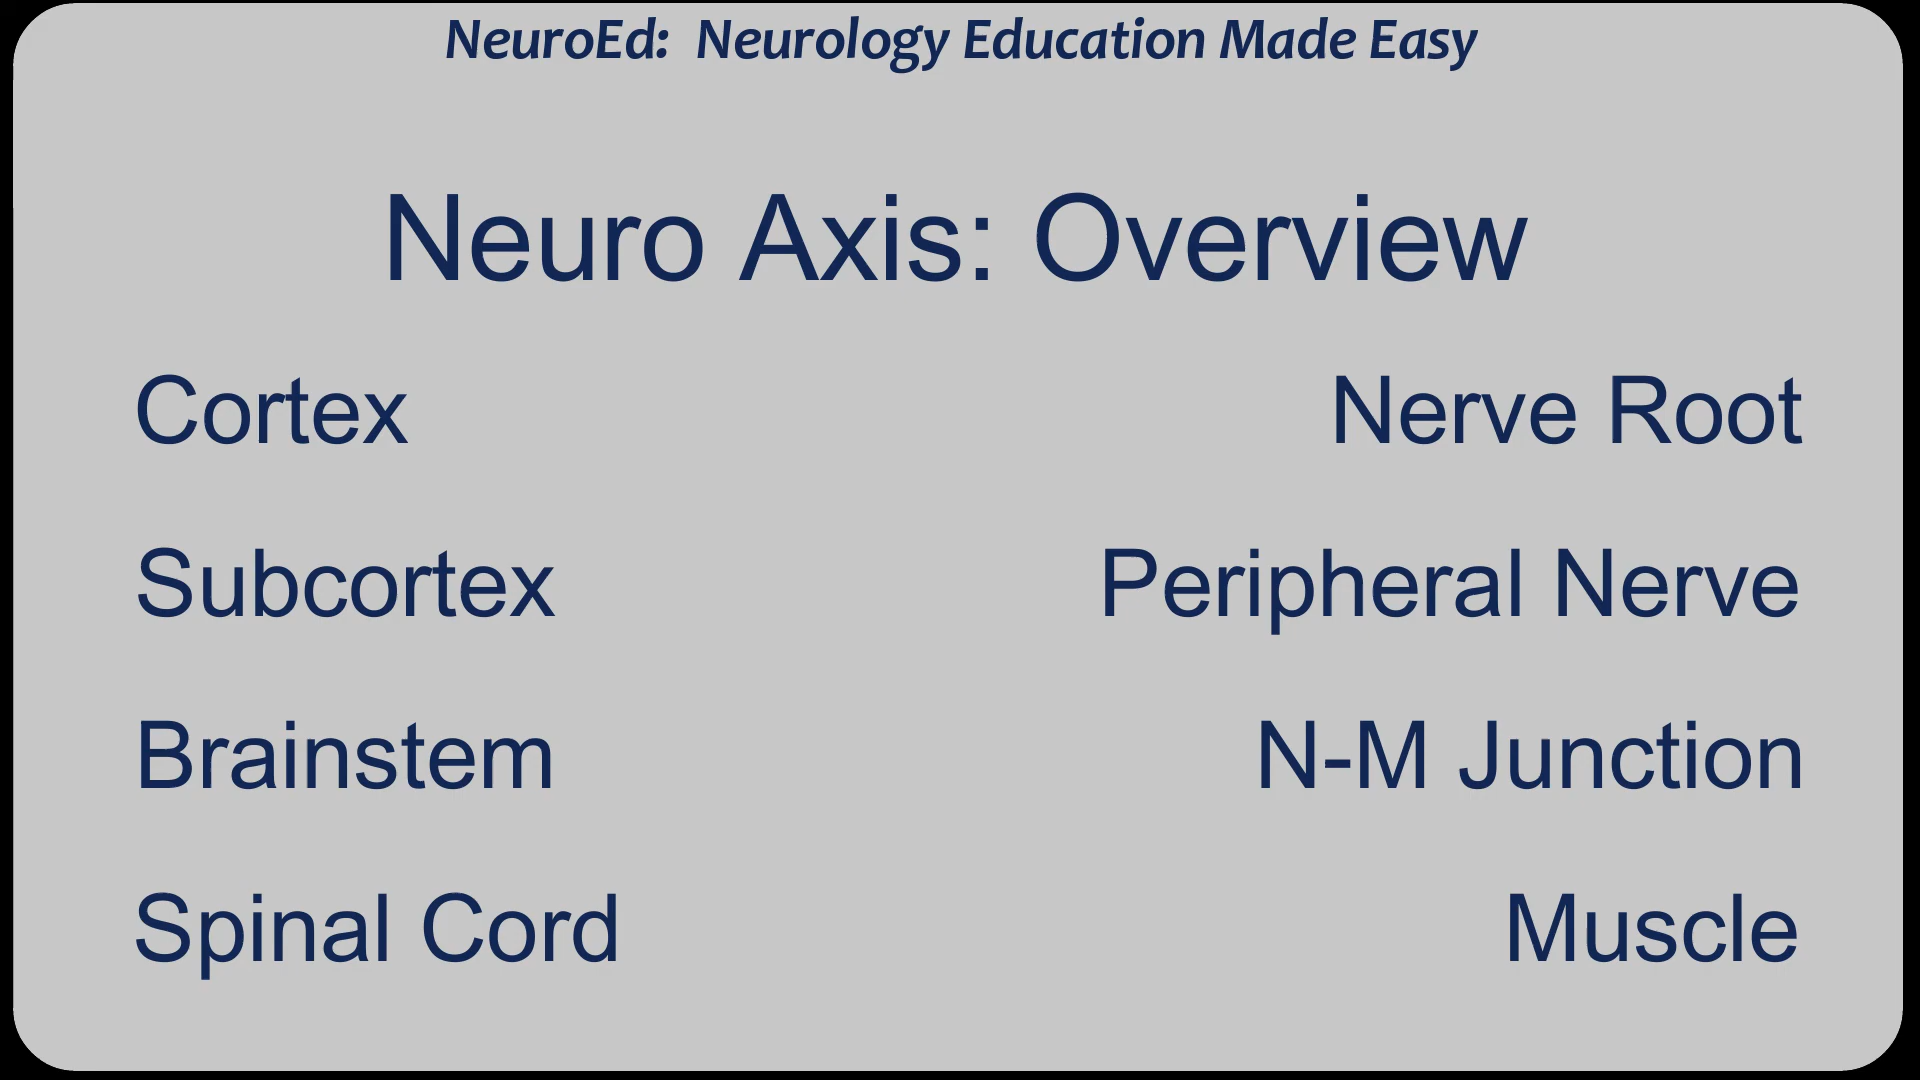 NeuroEd: Neurology Education Made Easy
Neuro Axis: Overview
Cortex
Subcortex
Brainstem
Spinal Cord
Nerve Root
Peripheral Nerve
N-M Junction
Muscle